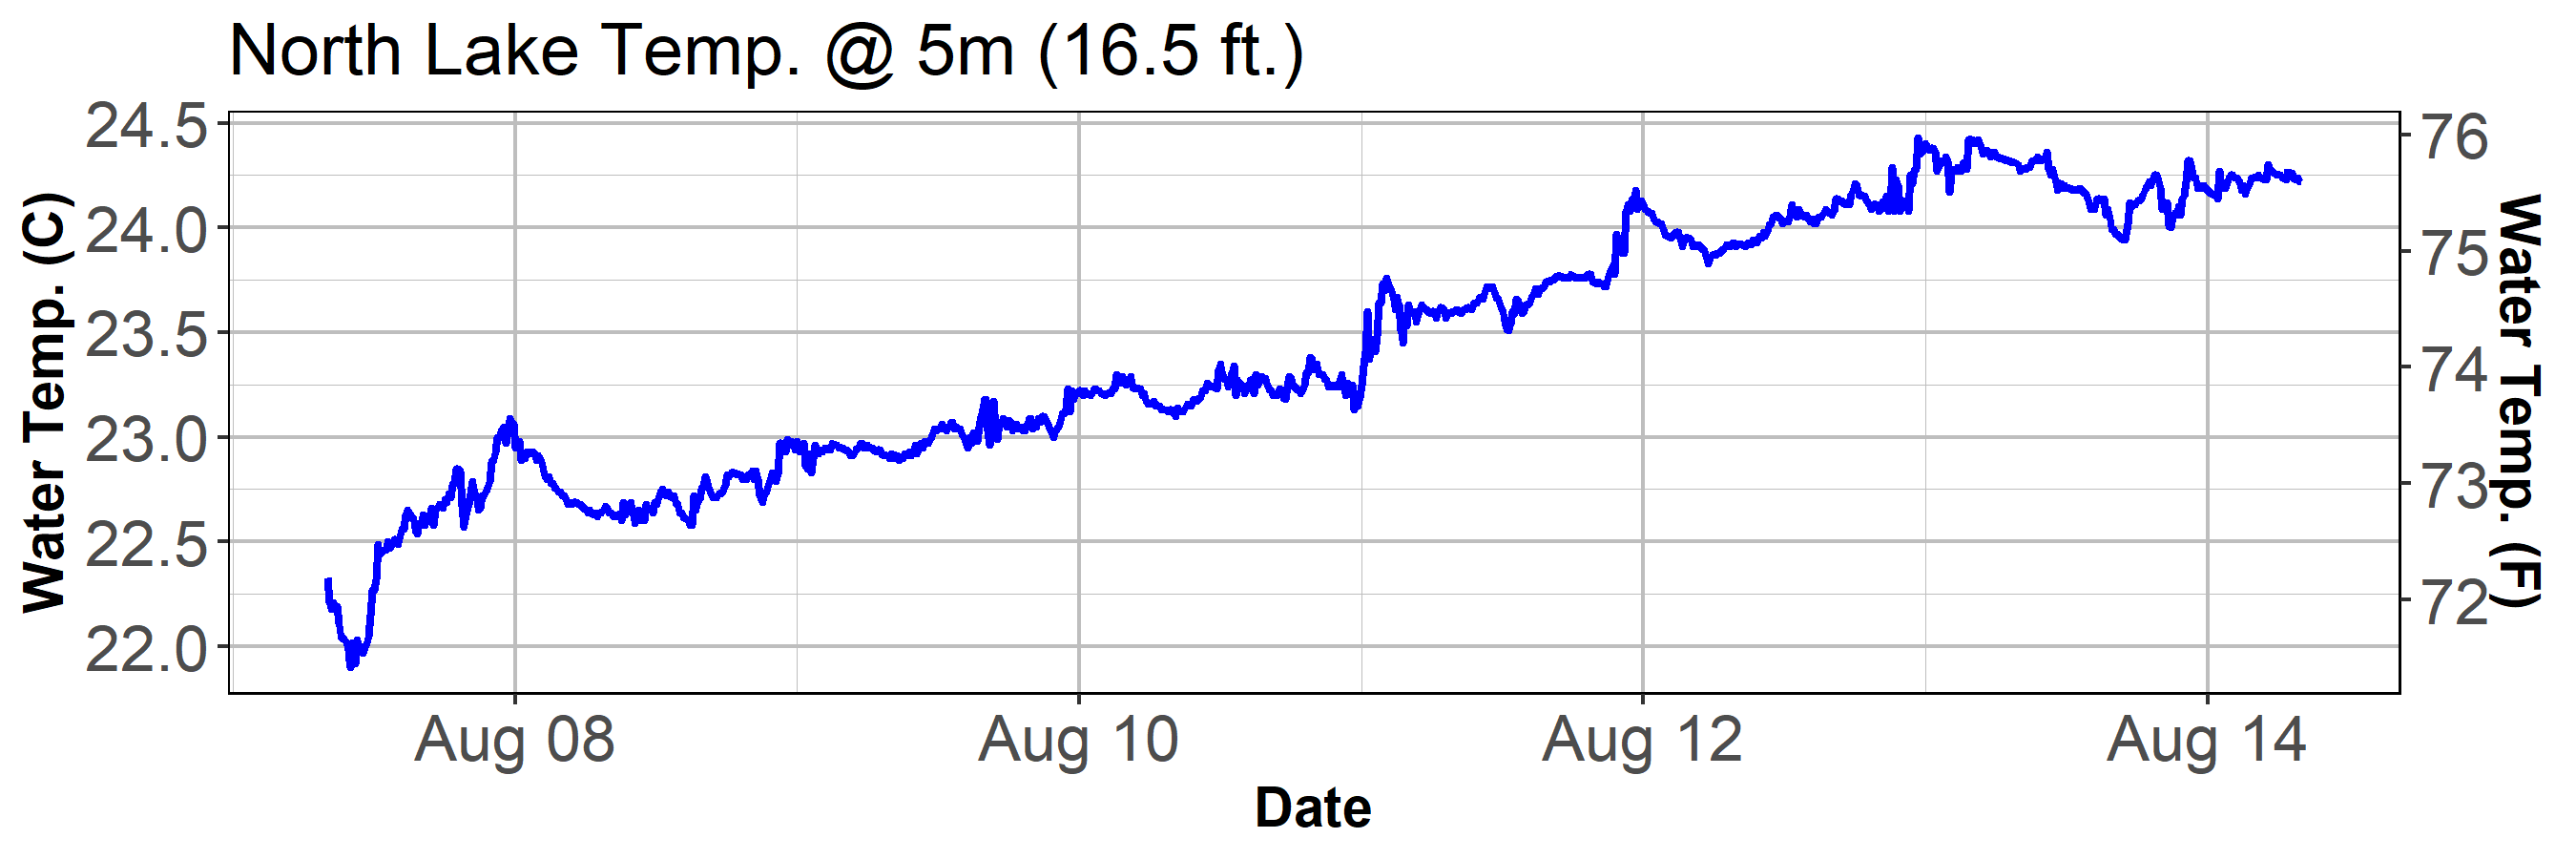 North Lake Temp. @ 5m (16.5 ft.)
Water Temp. (C)
24.5
24.0
23.5
23.0
22.5
22.0
76
75
74
73
72
Water Temp. (F)
Aug 08
Aug 10
Aug 12
Aug 14
Date